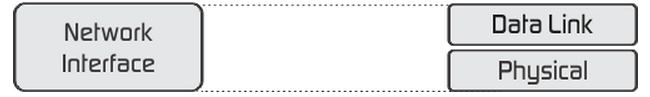 Network
Interface
Data Link
Physical